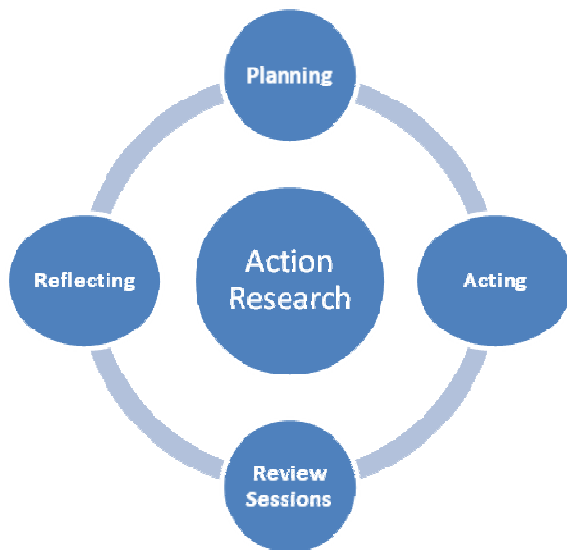 Planning
Reflecting
Action
Research
Acting
Review
Sessions